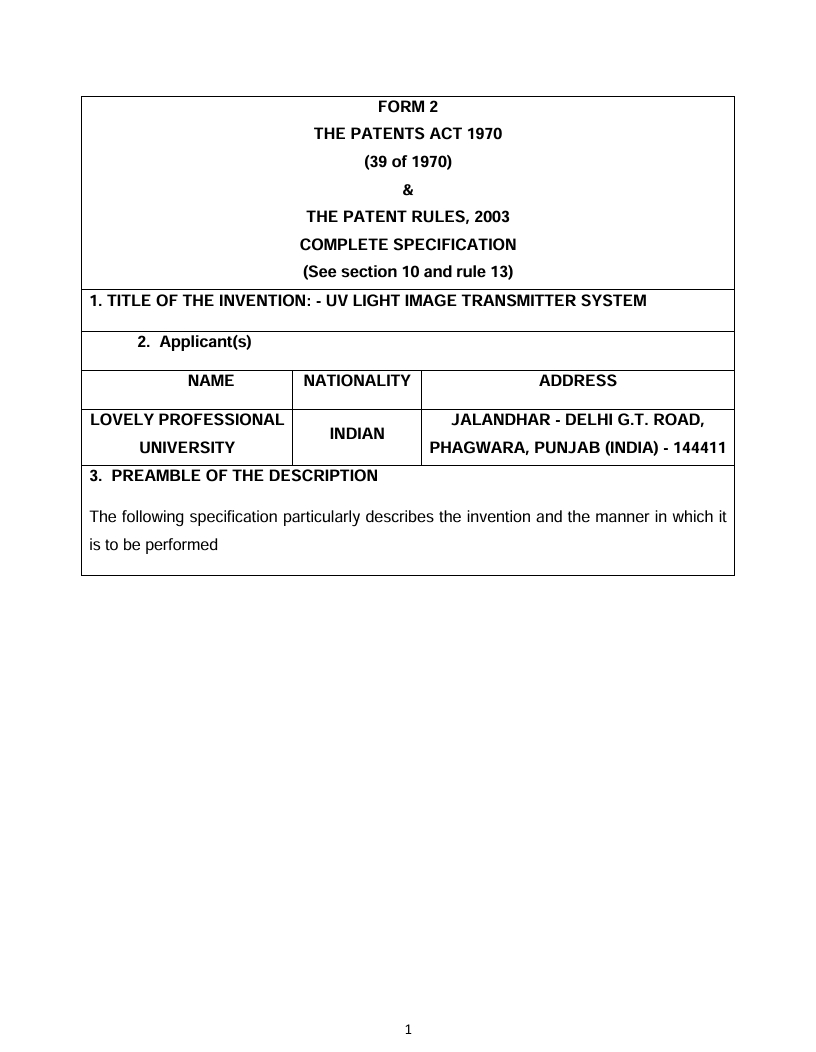 FORM 2
THE PATENTS ACT 1970
(39 of 1970)
&
THE PATENT RULES, 2003
COMPLETE SPECIFICATION
(See section 10 and rule 13)
1. TITLE OF THE INVENTION: - UV LIGHT IMAGE TRANSMITTER SYSTEM
2. Applicant(s)
NAME NATIONALITY ADDRESS
LOVELY PROFESSIONAL
UNIVERSITY
INDIAN
JALANDHAR - DELHI G.T. ROAD,
PHAGWARA, PUNJAB (INDIA) - 144411
3. PREAMBLE OF THE DESCRIPTION
The following specification particularly describes the invention and the manner in which it
is to be performed
1